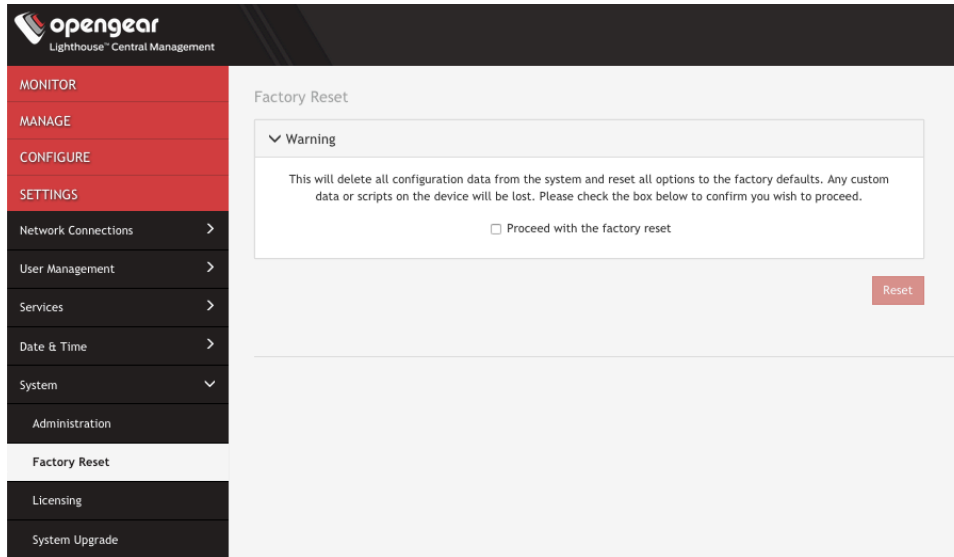 opengear
Lighthouse™ Central Management
MONITOR
MANAGE
CONFIGURE
SETTINGS
Network Connections
User Management
Services
Date & Time
System
Administration
Factory Reset
Licensing
System Upgrade
Factory Reset
Warning
This will delete all configuration data from the system and reset all options to the factory defaults. Any custom
data or scripts on the device will be lost. Please check the box below to confirm you wish to proceed.
Proceed with the factory reset
Reset